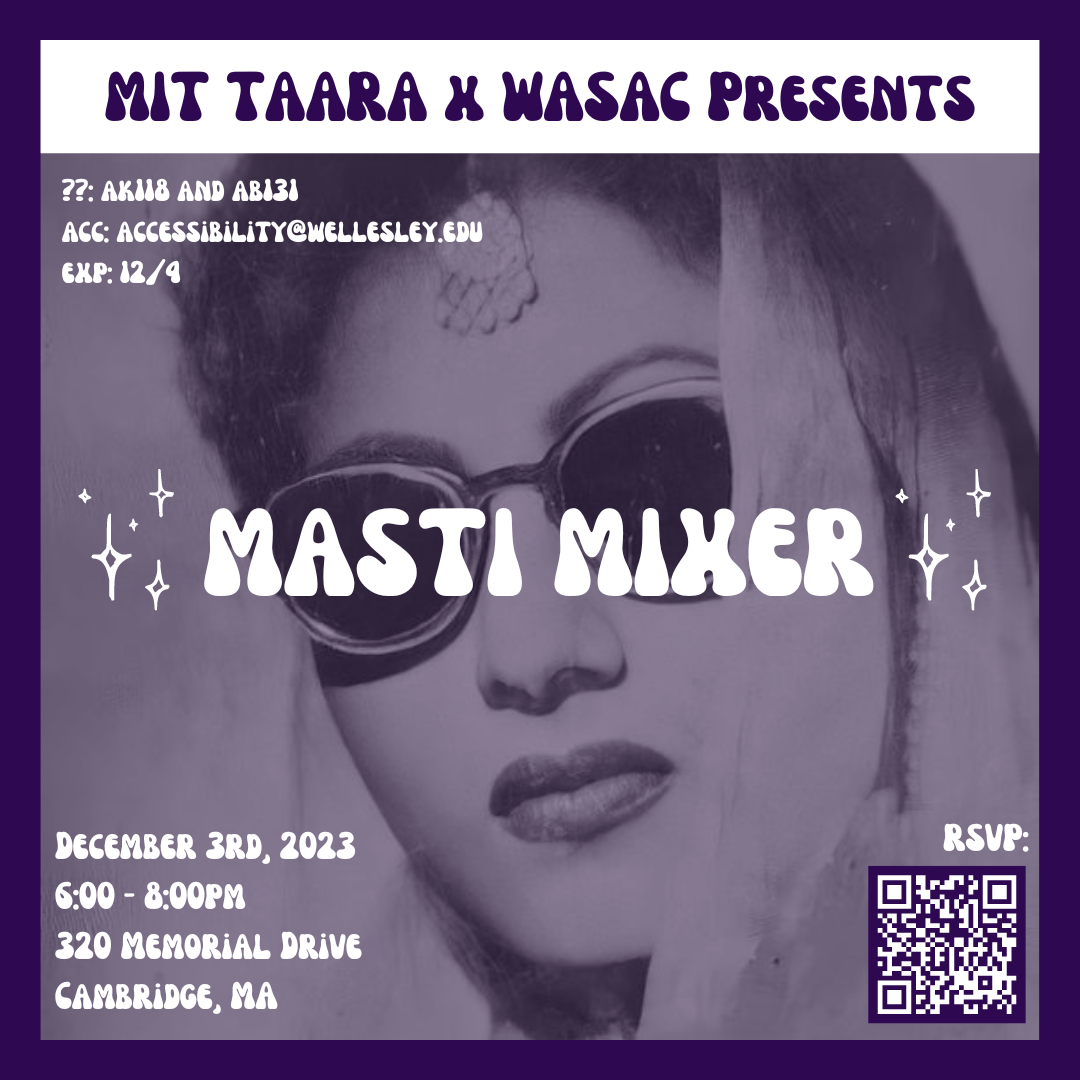 MIT TAARA X WASAC PRESENTS
??: AK118 AND AB131
ACC: ACCESSIBILITY@WELLESLEY.EDU
EXP: 12/4
MASTI MIXER
DECEMBER 3RD, 2023
6:00 - 8:00PM
320 MEMORIAL DRIVE
CAMBRIDGE, MA
RSVP: